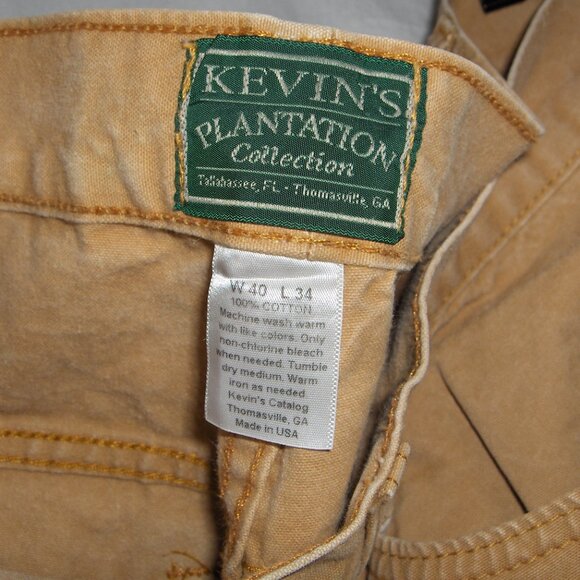 KEVIN'S
PLANTATION
Collection
Tallahassee, FL - Thomasville, GA
W 40 L 34
100% COTTON
Machine wash warm
with like colors. Only
non-chlorine bleach
when needed. Tumble
dry medium. Warm
iron as needed
Kevin's Catalog
Thomasville, GA
Made in USA